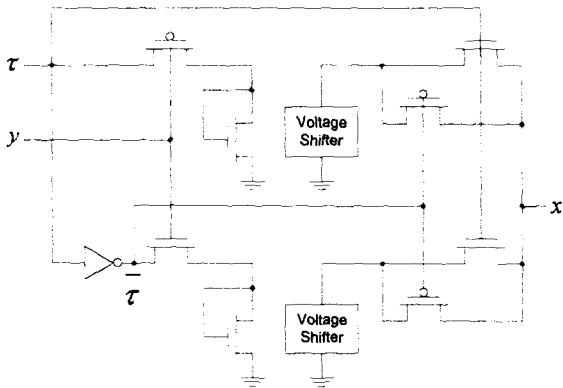 τ
y
Voltage
Shifter
x
τ̄
Voltage
Shifter